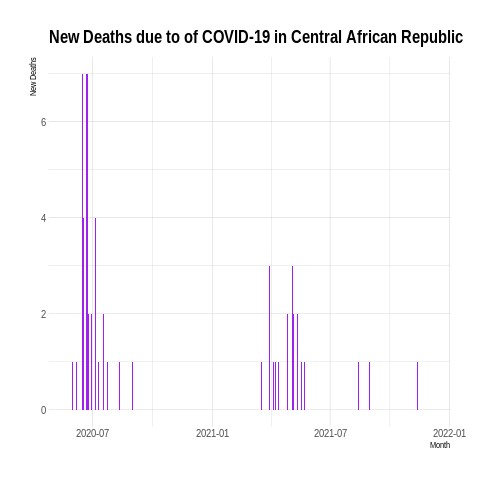 New Deaths due to of COVID-19 in Central African Republic
New Deaths
6
4
2
0
2020-07 2021-01 2021-07 2022-01
Month